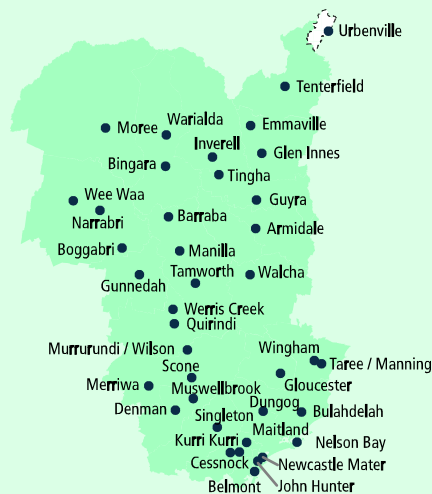 Urbenville
Tenterfield
Warialda
Moree
Emmaville
Inverell
Glen Innes
Bingara
Tingha
Wee Waa
Guyra
Narrabri
Barraba
Armidale
Boggabri
Manilla
Tamworth
Walcha
Gunnedah
Werris Creek
Quirindi
Murrurundi / Wilson
Wingham
Taree / Manning
Scone
Merriwa
Gloucester
Muswellbrook
Dungog
Denman
Bulahdelah
Singleton
Maitland
Kurri Kurri
Nelson Bay
Cessnock
Newcastle Mater
Belmont
John Hunter